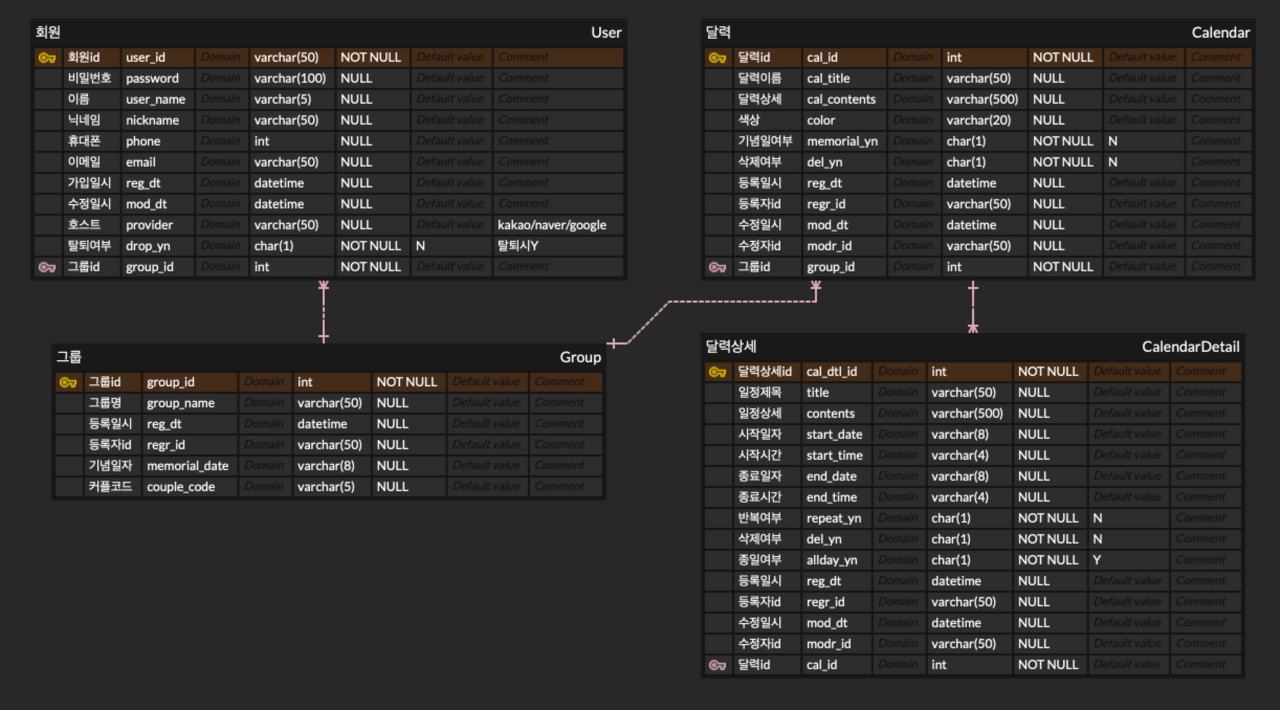 회원 User
회원id user_id Domain varchar(50) NOT NULL Default value Comment
비밀번호 password Domain varchar(100) NULL Default value Comment
이름 user_name Domain varchar(5) NULL Default value Comment
닉네임 nickname Domain varchar(50) NULL Default value Comment
휴대폰 phone Domain int NULL Default value Comment
이메일 email Domain varchar(50) NULL Default value Comment
가입일시 reg_dt Domain datetime NULL Default value Comment
수정일시 mod_dt Domain datetime NULL Default value Comment
호스트 provider Domain varchar(50) NULL Default value kakao/naver/google
탈퇴여부 drop_yn Domain char(1) NOT NULL N 탈퇴시Y
그룹id group_id Domain int NOT NULL Default value Comment
달력 Calendar
달력id cal_id Domain int NOT NULL Default value Comment
달력이름 cal_title Domain varchar(50) NULL Default value Comment
달력상세 cal_contents Domain varchar(500) NULL Default value Comment
색상 color Domain varchar(20) NULL Default value Comment
기념일여부 memorial_yn Domain char(1) NOT NULL N Comment
삭제여부 del_yn Domain char(1) NOT NULL N Comment
등록일시 reg_dt Domain datetime NULL Default value Comment
등록자id regr_id Domain varchar(50) NULL Default value Comment
수정일시 mod_dt Domain datetime NULL Default value Comment
수정자id modr_id Domain varchar(50) NULL Default value Comment
그룹id group_id Domain int NOT NULL Default value Comment
그룹 Group
그룹id group_id Domain int NOT NULL Default value Comment
그룹명 group_name Domain varchar(50) NULL Default value Comment
등록일시 reg_dt Domain datetime NULL Default value Comment
등록자id regr_id Domain varchar(50) NULL Default value Comment
기념일자 memorial_date Domain varchar(8) NULL Default value Comment
커플코드 couple_code Domain varchar(5) NULL Default value Comment
달력상세 CalendarDetail
달력상세id cal_dtl_id Domain int NOT NULL Default value Comment
일정제목 title Domain varchar(50) NULL Default value Comment
일정상세 contents Domain varchar(500) NULL Default value Comment
시작일자 start_date Domain varchar(8) NULL Default value Comment
시작시간 start_time Domain varchar(4) NULL Default value Comment
종료일자 end_date Domain varchar(8) NULL Default value Comment
종료시간 end_time Domain varchar(4) NULL Default value Comment
반복여부 repeat_yn Domain char(1) NOT NULL N Comment
삭제여부 del_yn Domain char(1) NOT NULL N Comment
종일여부 allday_yn Domain char(1) NOT NULL Y Comment
등록일시 reg_dt Domain datetime NULL Default value Comment
등록자id regr_id Domain varchar(50) NULL Default value Comment
수정일시 mod_dt Domain datetime NULL Default value Comment
수정자id modr_id Domain varchar(50) NULL Default value Comment
달력id cal_id Domain int NOT NULL Default value Comment